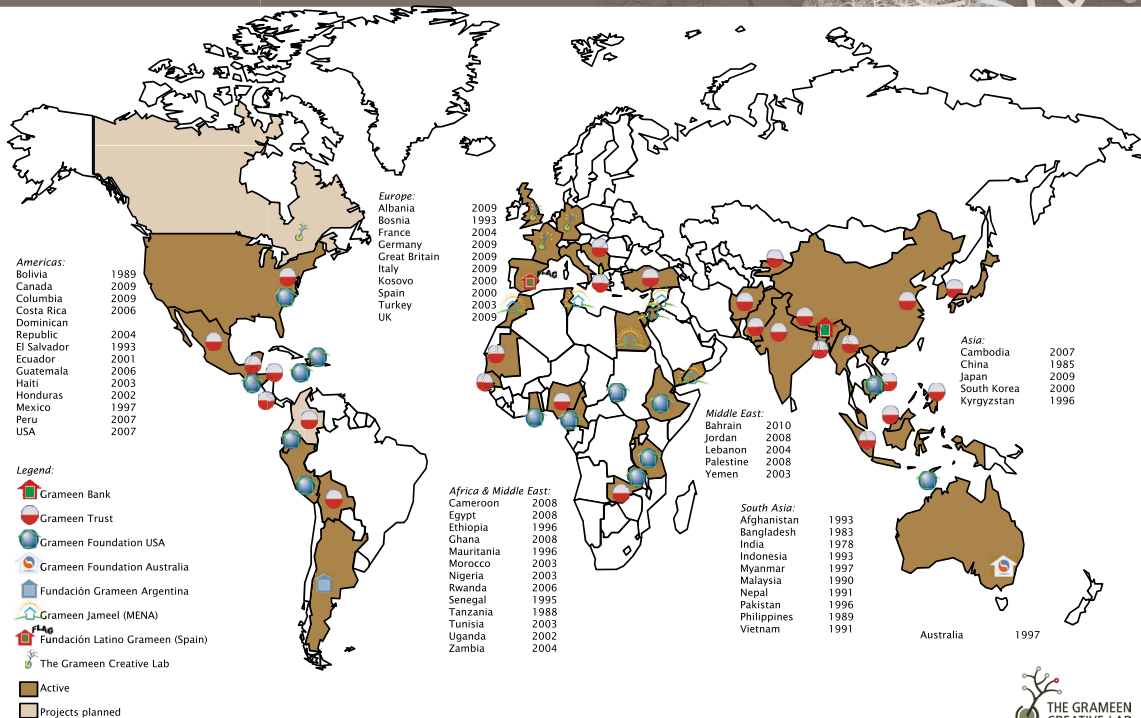 Europe:
Albania 2009
Bosnia 1993
France 2004
Germany 2009
Great Britain 2009
Italy 2009
Kosovo 2000
Spain 2000
Turkey 2003
UK 2009
Americas:
Bolivia 1989
Canada 2009
Columbia 2009
Costa Rica 2006
Dominican
Republic 2004
El Salvador 1993
Ecuador 2001
Guatemala 2006
Haiti 2003
Honduras 2002
Mexico 1997
Peru 2007
USA 2007
FLAG
Asia:
Cambodia 2007
China 1985
Japan 2009
South Korea 2000
Kyrgyzstan 1996
Middle East:
Bahrain 2010
Jordan 2008
Lebanon 2004
Palestine 2008
Yemen 2003
Legend:
Grameen Bank
Grameen Trust
Grameen Foundation USA
Grameen Foundation Australia
Fundación Grameen Argentina
Grameen Jameel (MENA)
FLAG
Fundación Latino Grameen (Spain)
The Grameen Creative Lab
Active
Projects planned
Africa & Middle East:
Cameroon 2008
Egypt 2008
Ethiopia 1996
Ghana 2008
Mauritania 1996
Morocco 2003
Nigeria 2003
Rwanda 2006
Senegal 1995
Tanzania 1988
Tunisia 2003
Uganda 2002
Zambia 2004
South Asia:
Afghanistan 1993
Bangladesh 1983
India 1978
Indonesia 1993
Myanmar 1997
Malaysia 1990
Nepal 1991
Pakistan 1996
Philippines 1989
Vietnam 1991
Australia 1997
THE GRAMEEN
CREATIVE LAB